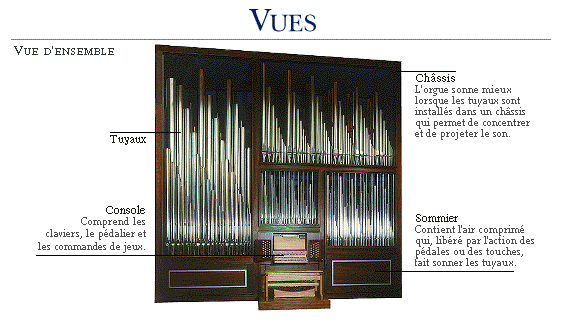 VUES
VUE D'ENSEMBLE
Châssis
L'orgue sonne mieux
lorsque les tuyaux sont
installés dans un châssis
qui permet de concentrer
et de projeter le son.
Tuyaux
Console
Comprend les
claviers, le pédalier et
les commandes de jeux.
Sommier
Contient l'air comprimé
qui, libéré par l'action des
pédales ou des touches,
fait sonner les tuyaux.